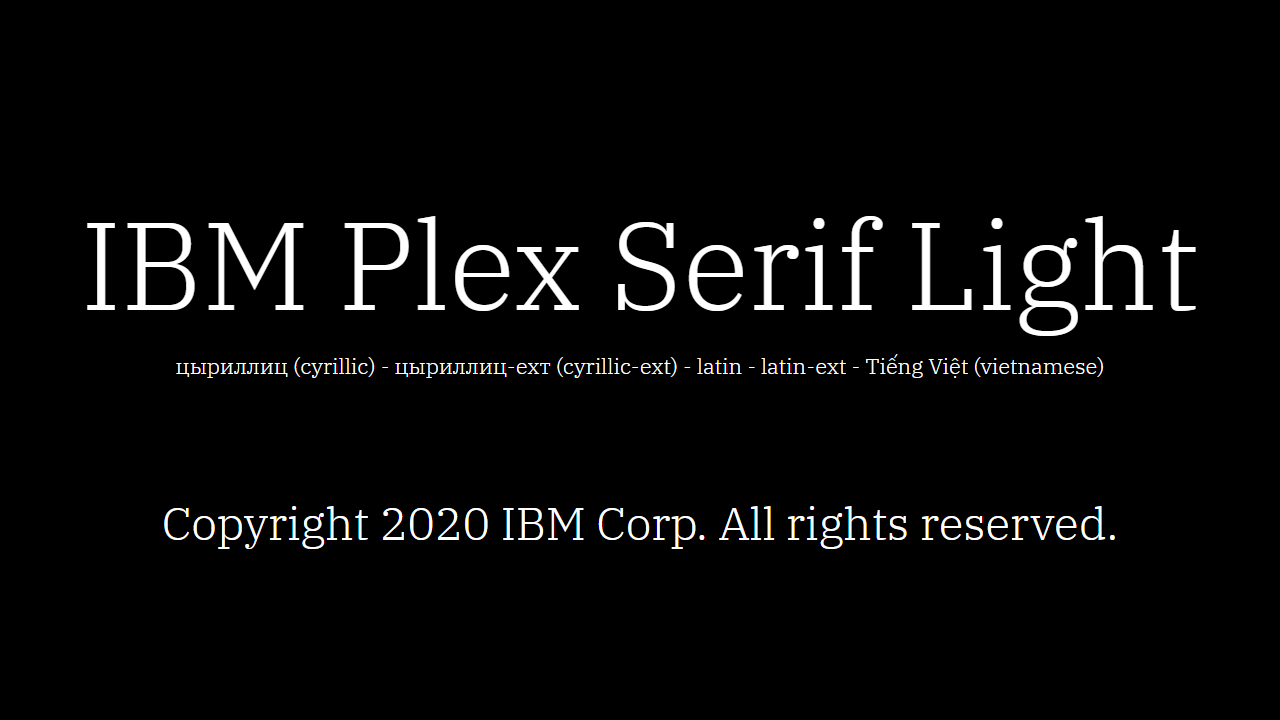 IBM Plex Serif Light
цыриллиц (cyrillic) - цыриллиц-ехт (cyrillic-ext) - latin - latin-ext - Tiếng Việt (vietnamese)
Copyright 2020 IBM Corp. All rights reserved.